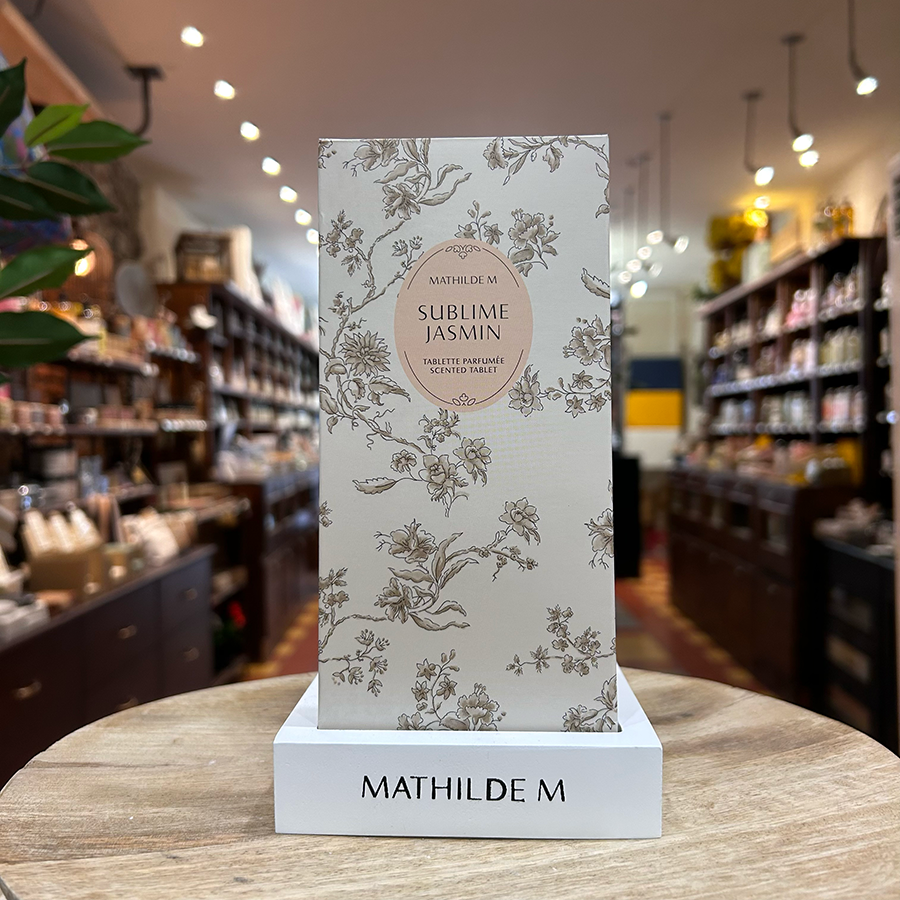 MATHILDE M
SUBLIME
JASMIN
TABLETTE PARFUMÉE
SCENTED TABLET
MATHILDE M